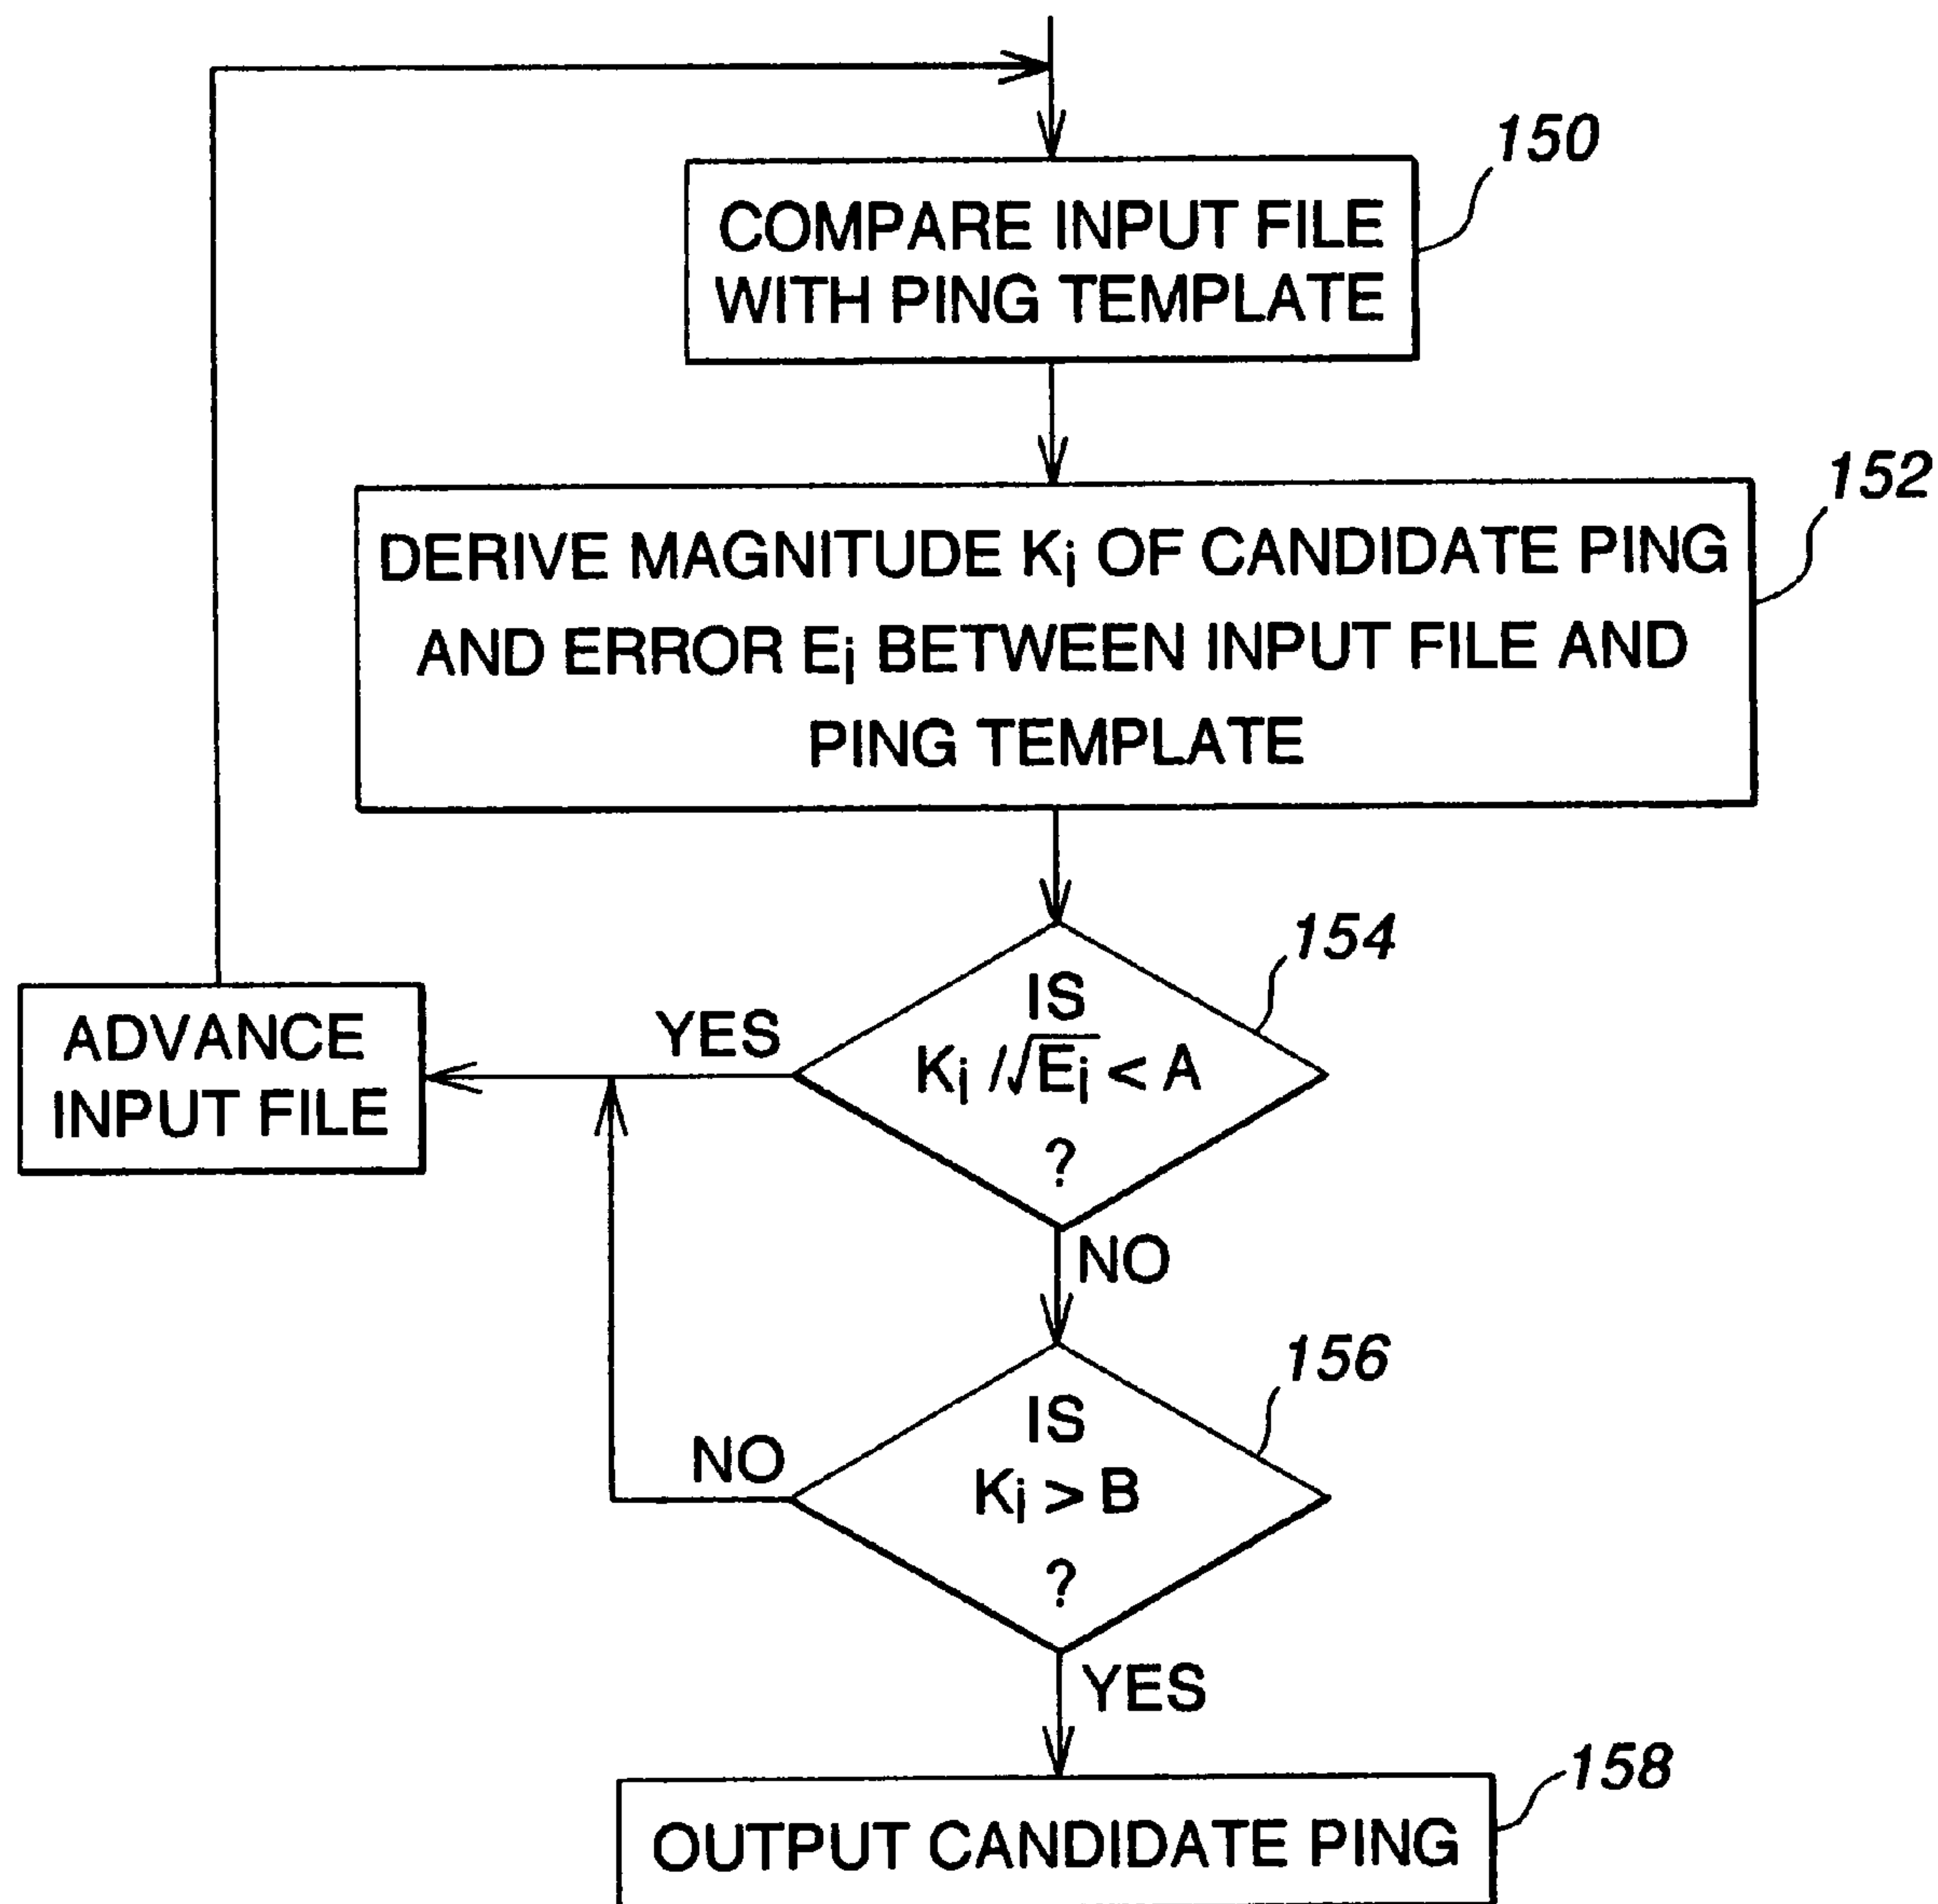 150
COMPARE INPUT FILE
WITH PING TEMPLATE
152
DERIVE MAGNITUDE Ki OF CANDIDATE PING
AND ERROR Ei BETWEEN INPUT FILE AND
PING TEMPLATE
154
IS
Ki /√Ei < A
?
YES
ADVANCE
INPUT FILE
NO
156
IS
Ki > B
?
NO
YES
158
OUTPUT CANDIDATE PING